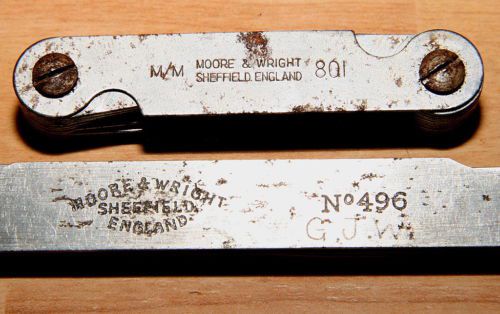 M/M MOORE & WRIGHT 801
SHEFFIELD, ENGLAND
MOORE & WRIGHT
SHEFFIELD,
ENGLAND.
Nº496
G.J.W.